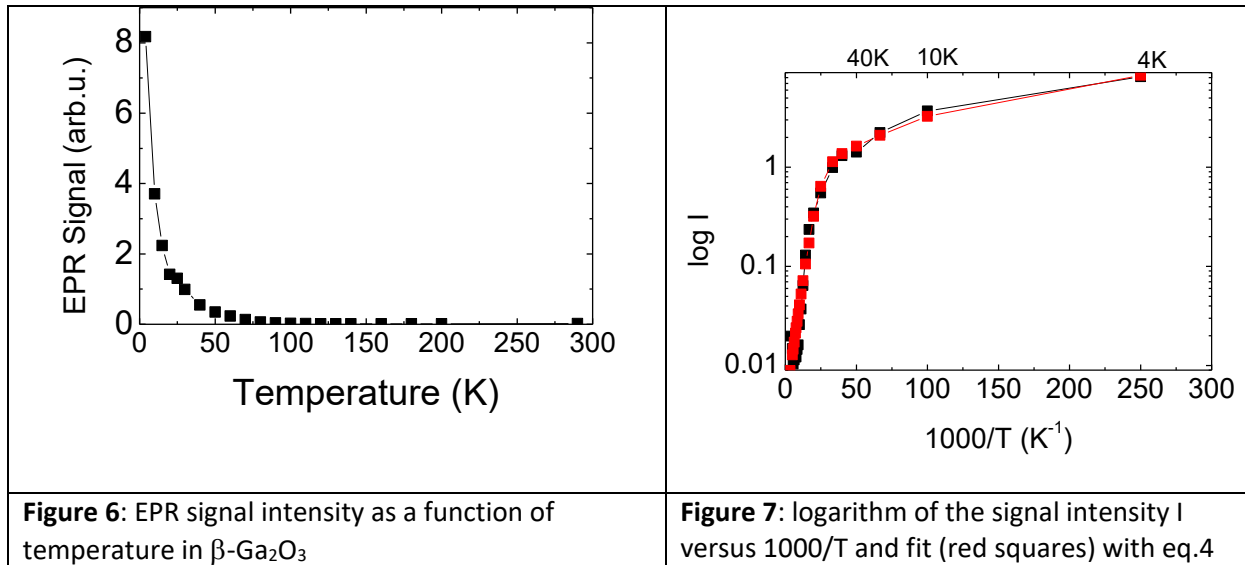 8
6
4
2
0
EPR Signal (arb.u.)
0 50 100 150 200 250 300
Temperature (K)
40K 10K 4K
1
0.1
0.01
log I
0 50 100 150 200 250 300
1000/T (K⁻¹)
Figure 6: EPR signal intensity as a function of
temperature in β-Ga₂O₃
Figure 7: logarithm of the signal intensity I
versus 1000/T and fit (red squares) with eq.4